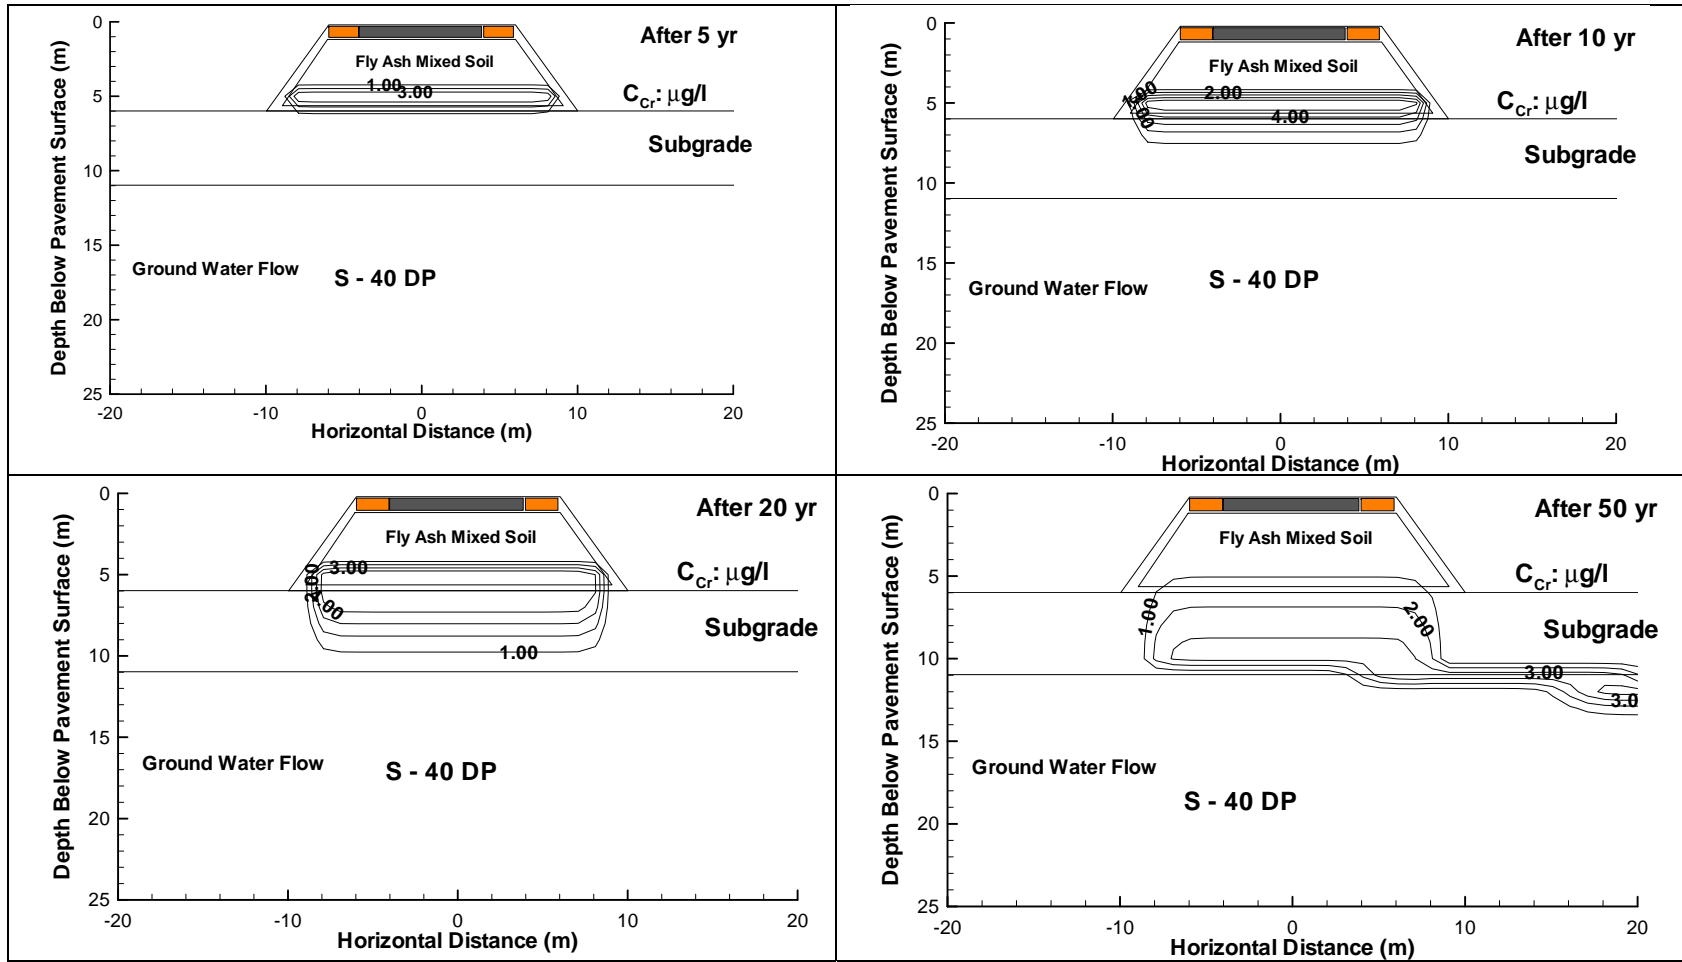 After 5 yr
Fly Ash Mixed Soil
1.00
3.00
C_Cr: µg/l
Subgrade
Ground Water Flow
S - 40 DP
Depth Below Pavement Surface (m)
0
5
10
15
20
25
-20
-10
0
10
20
Horizontal Distance (m)
After 10 yr
Fly Ash Mixed Soil
2.00
4.00
C_Cr: µg/l
Subgrade
Ground Water Flow
S - 40 DP
Depth Below Pavement Surface (m)
0
5
10
15
20
25
-20
-10
0
10
20
Horizontal Distance (m)
After 20 yr
Fly Ash Mixed Soil
3.00
1.00
C_Cr: µg/l
Subgrade
Ground Water Flow
S - 40 DP
Depth Below Pavement Surface (m)
0
5
10
15
20
25
-20
-10
0
10
20
Horizontal Distance (m)
After 50 yr
Fly Ash Mixed Soil
1.00
2.00
3.00
3.0
C_Cr: µg/l
Subgrade
Ground Water Flow
S - 40 DP
Depth Below Pavement Surface (m)
0
5
10
15
20
25
-20
-10
0
10
20
Horizontal Distance (m)